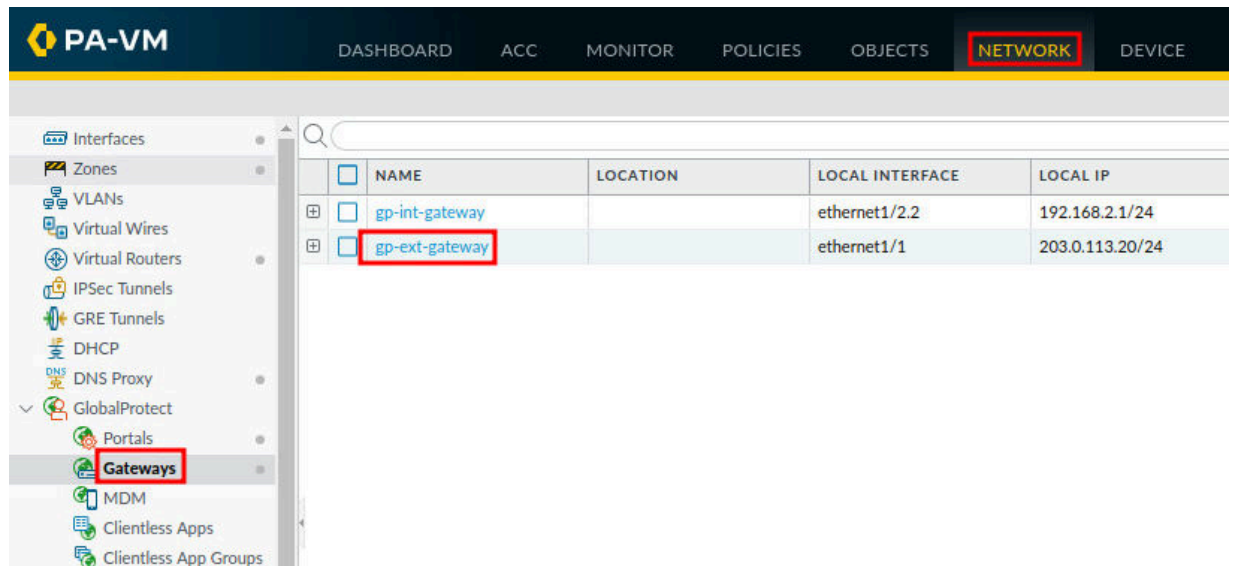 PA-VM
DASHBOARD ACC MONITOR POLICIES OBJECTS NETWORK DEVICE
Interfaces
Zones
VLANs
Virtual Wires
Virtual Routers
IPSec Tunnels
GRE Tunnels
DHCP
DNS Proxy
GlobalProtect
Portals
Gateways
MDM
Clientless Apps
Clientless App Groups
NAME LOCATION LOCAL INTERFACE LOCAL IP
gp-int-gateway ethernet1/2.2 192.168.2.1/24
gp-ext-gateway ethernet1/1 203.0.113.20/24